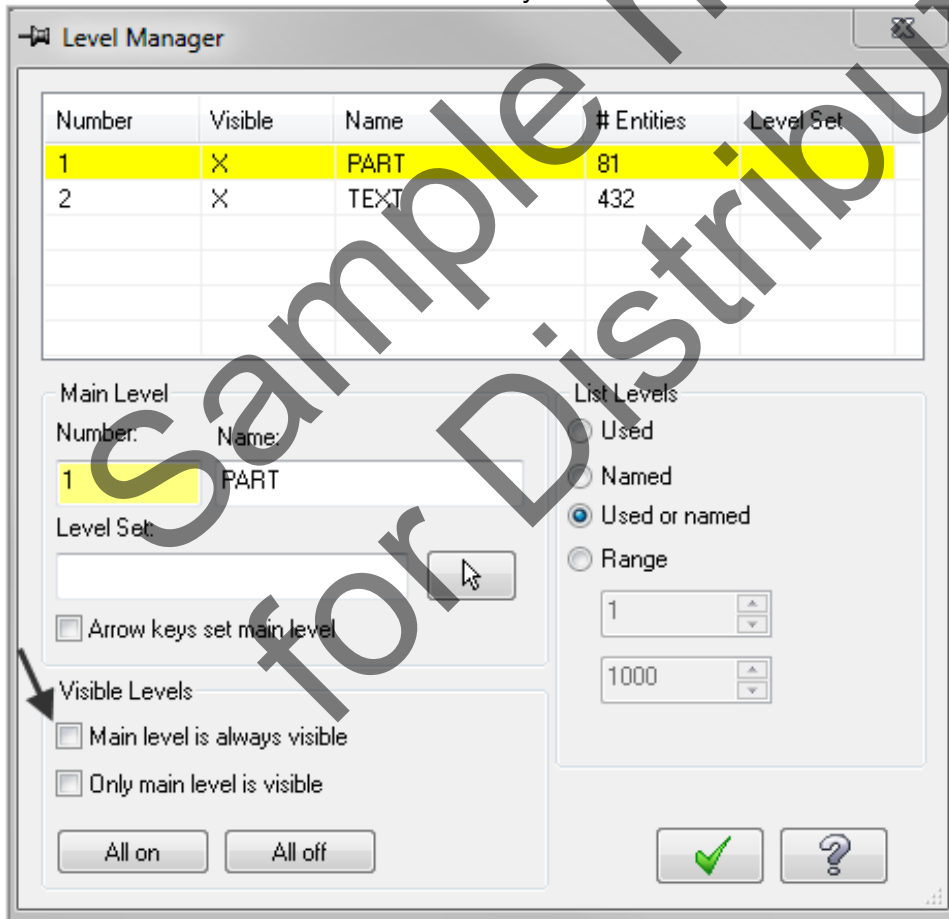 Level Manager
Number Visible Name # Entities Level Set
1 X PART 81
2 X TEXT 432
Main Level
Number: Name:
1 PART
Level Set:
Arrow keys set main level
Visible Levels
Main level is always visible
Only main level is visible
All on All off
List Levels
Used
Named
Used or named
Range
1
1000
Sample
for Distribu